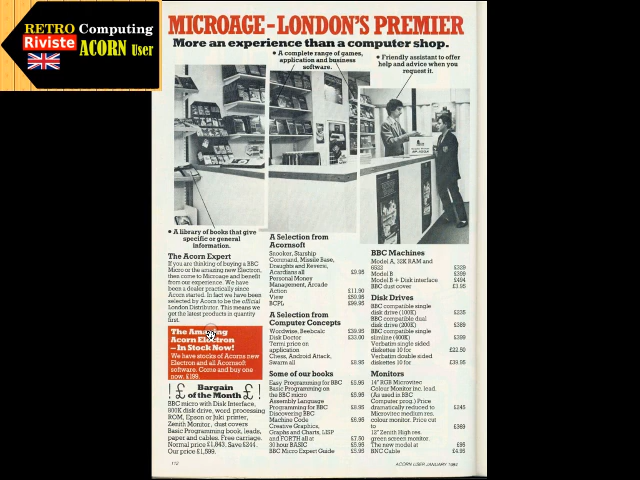 RETRO Computing
Riviste ACORN User
MICROAGE-LONDON'S PREMIER
More an experience than a computer shop.
• A complete range of games, application and business software.
• Friendly assistant to offer help and advice when you request it.
• A library of books that give specific or general information.
The Acorn Expert
If you are thinking of buying a BBC
Micro or the amazing new Electron,
then come to Microage and benefit
from our experience. We have
been a dealer practically since
Acorn started. In fact we have been
selected by Acorn to be the official
London Distributor. This means we
get the latest products in quantity
first.
The Amazing
Acorn Electron
—In Stock Now!
We have stocks of Acorns new
Electron and all Acornsoft
software. Come and buy one
now. £199.
! £ Bargain of the Month £ !
BBC micro with Disk Interface,
800K disk drive, word processing
ROM, Epson or Juki printer,
Zenith Monitor, dust covers
Basic Programming book, leads,
paper and cables. Free carriage.
Normal price £1,843. Save £244.
Our price £1,599.
A Selection from
Acornsoft
Snooker, Starship
Command, Missile Base,
Draughts and Reversi,
Acardians all £9.95
Personal Money
Management, Arcade
Action £11.90
View £59.95
BCPL £99.95
A Selection from
Computer Concepts
Wordwise, Beebcalc £39.95
Disk Doctor £33.00
Termi price on
application
Chess, Android Attack,
Swarm all £8.95
Some of our books
Easy Programming for BBC £5.95
Basic Programming on
the BBC micro £5.95
Assembly Language
Programming for BBC £8.95
Discovering BBC
Machine Code £6.95
Creative Graphics,
Graphs and Charts, LISP
and FORTH all at £7.50
30 hour BASIC £5.95
BBC Micro Expert Guide £5.95
BBC Machines
Model A, 32K RAM and
6522 £339
Model B £399
Model B + Disk interface £494
BBC dust cover £3.95
Disk Drives
BBC compatible single
disk drive (100K) £235
BBC compatible dual
disk drive (200K) £389
BBC compatible single
slimline (400K) £399
Verbatim single sided
diskettes 10 for £22.50
Verbatim double sided
diskettes 10 for £39.95
Monitors
14" RGB Microvitec
Colour Monitor inc. lead.
(As used in BBC
Computer prog.) Price
dramatically reduced to £245
Microvitec medium res.
colour monitor. Price cut
to £369
12" Zenith High res.
green screen monitor.
The new model at £95
BNC Cable £4.95
172
ACORN USER JANUARY 1984